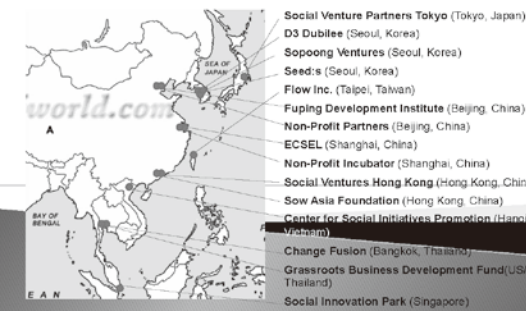 Social Venture Partners Tokyo (Tokyo, Japan)
D3 Dubilee (Seoul, Korea)
Sopoong Ventures (Seoul, Korea)
Seed:s (Seoul, Korea)
Flow Inc. (Taipei, Taiwan)
Fuping Development Institute (Beijing, China)
Non-Profit Partners (Beijing, China)
ECSEL (Shanghai, China)
Non-Profit Incubator (Shanghai, China)
Social Ventures Hong Kong (Hong Kong, Chin
Sow Asia Foundation (Hong Kong, China)
Center for Social Initiatives Promotion (Hano
Vietnam)
Change Fusion (Bangkok, Thailand)
Grassroots Business Development Fund(US/
Thailand)
Social Innovation Park (Singapore)
SEA OF
JAPAN
world.com
A
BAY OF
BENGAL
E A N